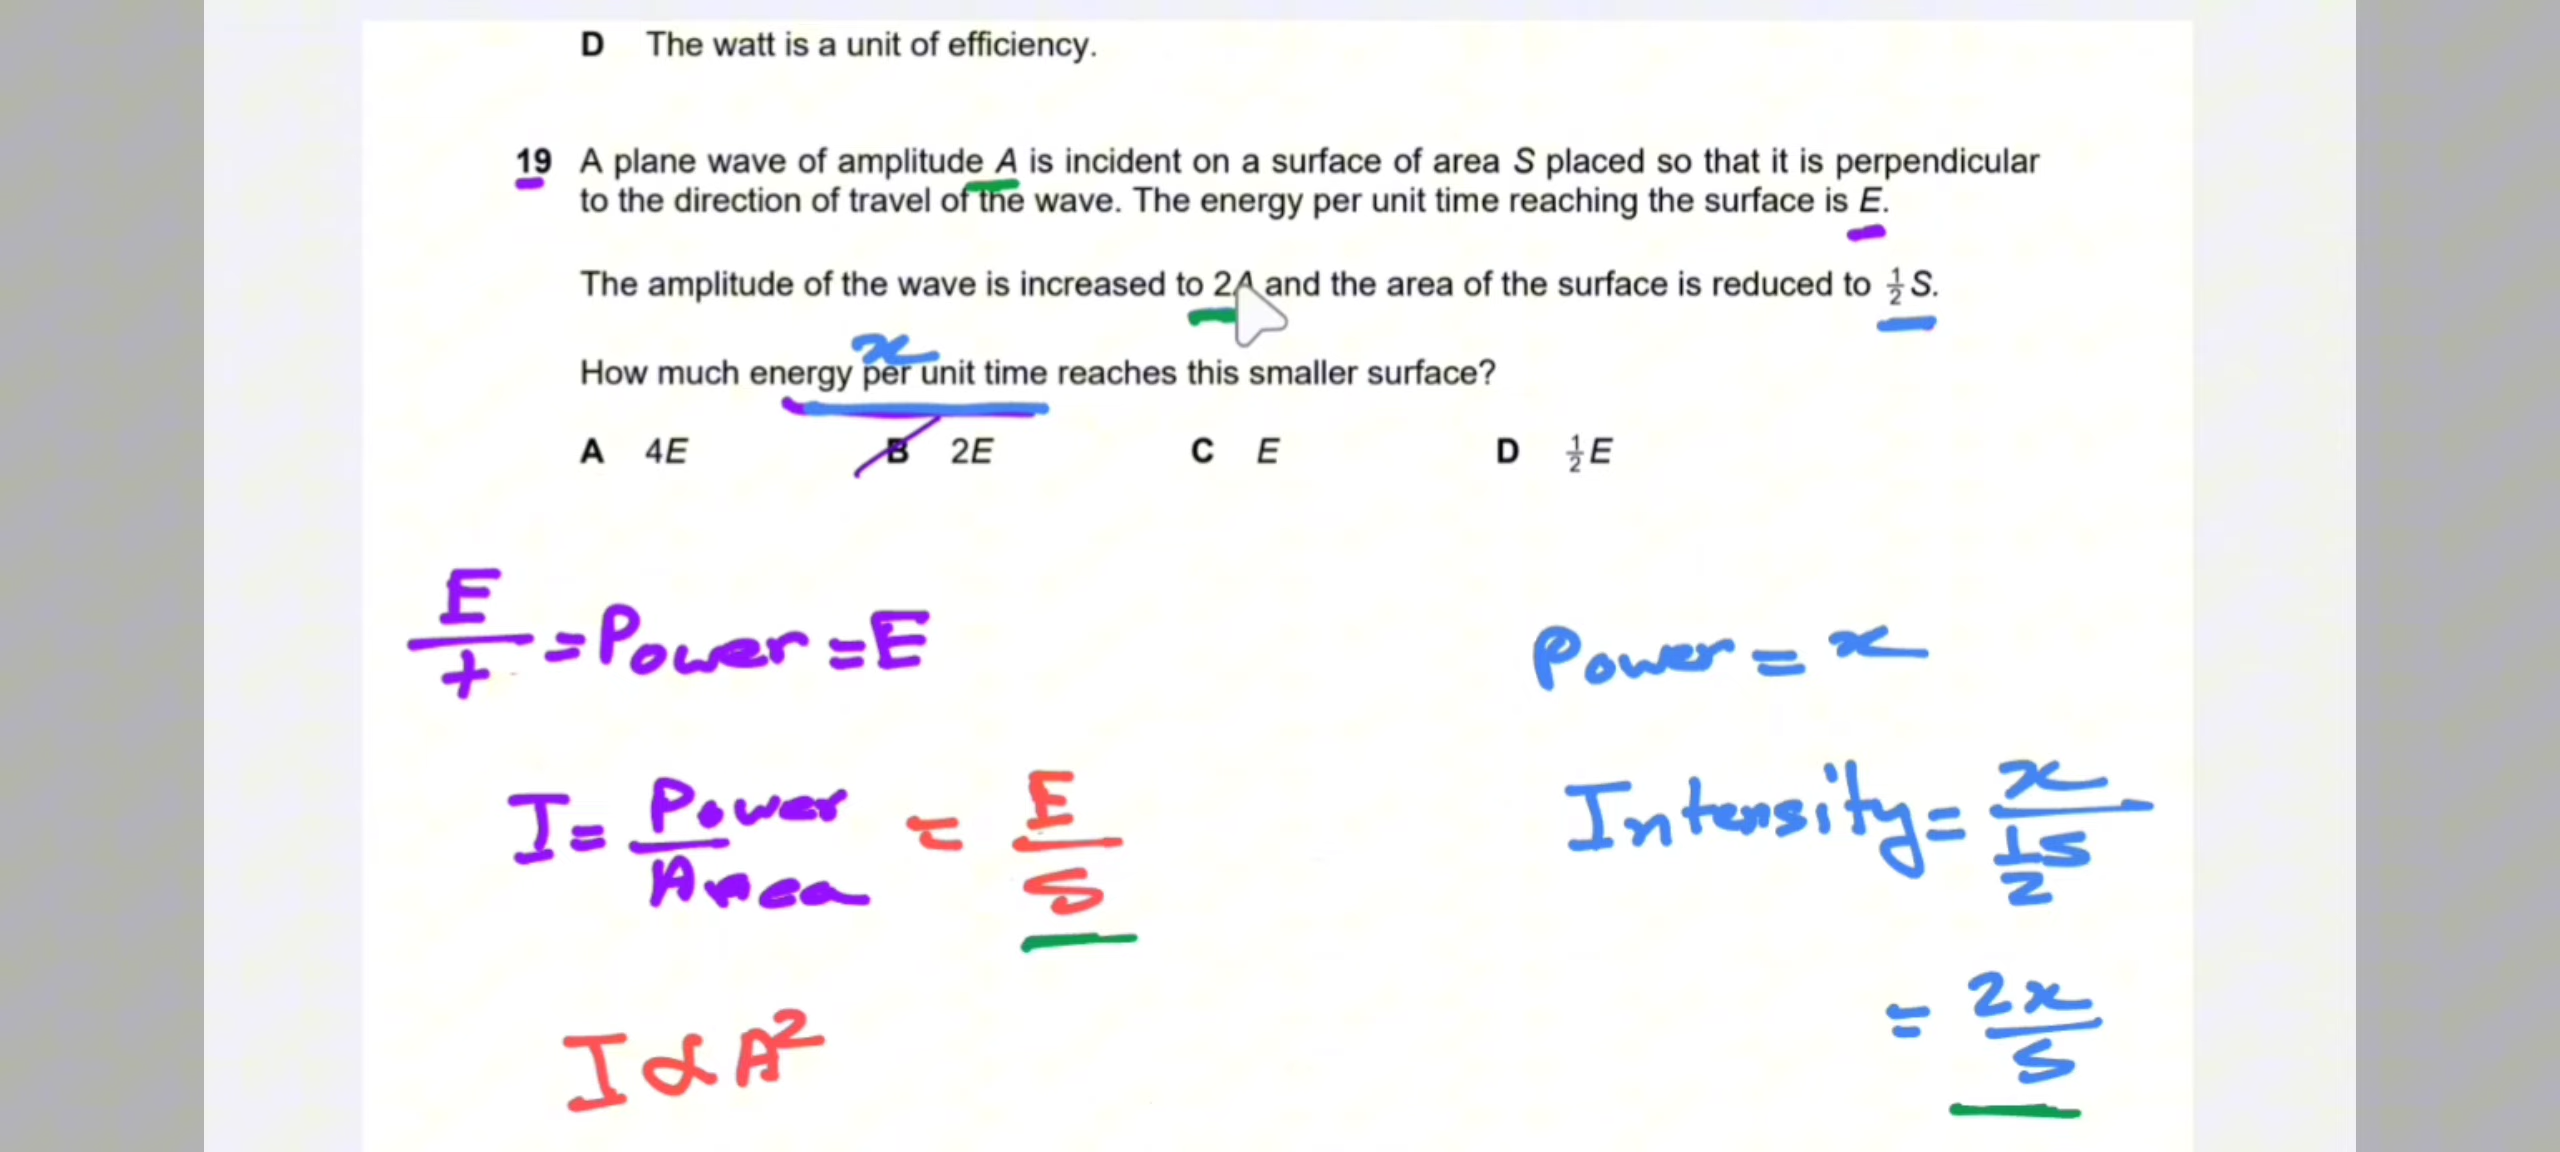 D The watt is a unit of efficiency.
19 A plane wave of amplitude A is incident on a surface of area S placed so that it is perpendicular
to the direction of travel of the wave. The energy per unit time reaching the surface is E.
The amplitude of the wave is increased to 2A and the area of the surface is reduced to ½S.
x
How much energy per unit time reaches this smaller surface?
A 4E B 2E C E D ½E
E/t = Power = E
Power = x
I = Power/Area = E/S
Intensity = x/(1/2 S)
= 2x/S
I ∝ A²